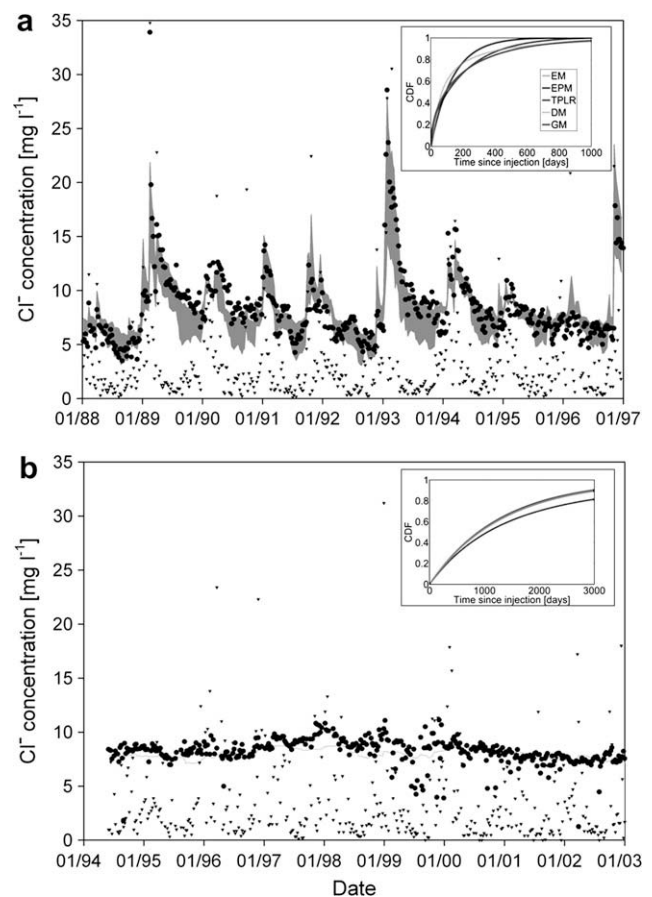 a
35
30
25
20
15
10
5
0
Cl⁻ concentration [mg l⁻¹]
01/88 01/89 01/90 01/91 01/92 01/93 01/94 01/95 01/96 01/97
1
0.8
0.6
0.4
0.2
0
CDF
EM
EPM
TPLR
DM
GM
0 200 400 600 800 1000
Time since injection [days]
b
35
30
25
20
15
10
5
0
Cl⁻ concentration [mg l⁻¹]
1
0.8
0.6
0.4
0.2
0
CDF
0 1000 2000 3000
Time since injection [days]
01/94 01/95 01/96 01/97 01/98 01/99 01/00 01/01 01/02 01/03
Date